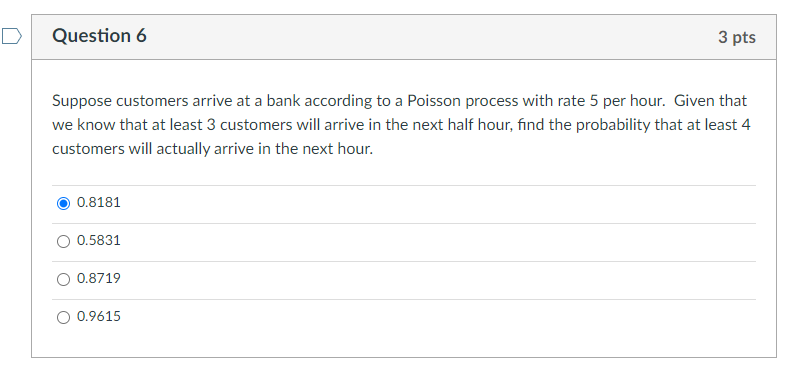 Question 6
3 pts
Suppose customers arrive at a bank according to a Poisson process with rate 5 per hour.  Given that
we know that at least 3 customers will arrive in the next half hour, find the probability that at least 4
customers will actually arrive in the next hour.
0.8181
0.5831
0.8719
0.9615